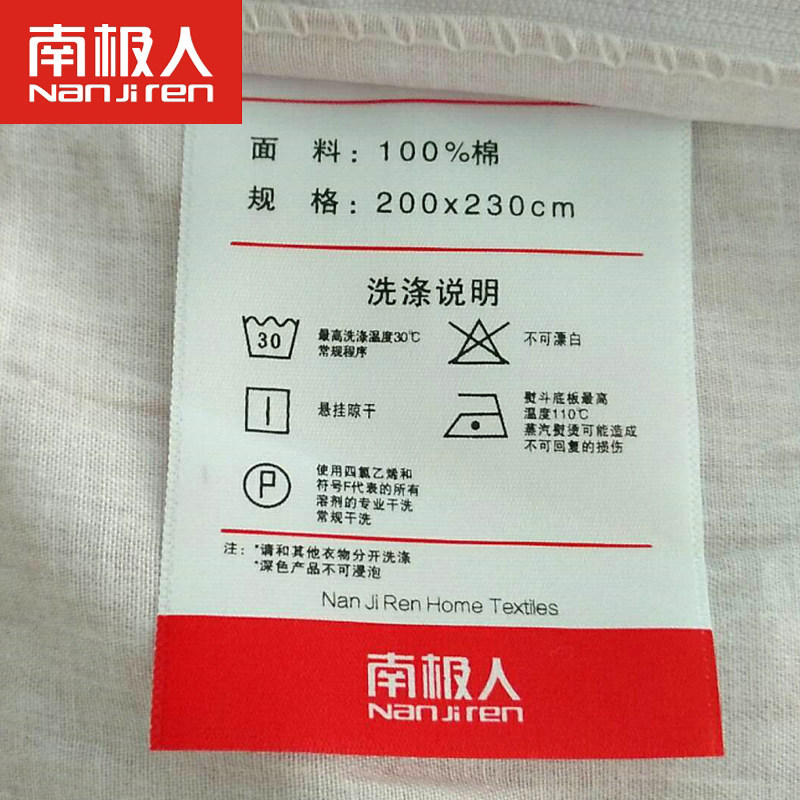 南极人
Nanjiren
面 料：100%棉
规 格：200x230cm
洗涤说明
30
最高洗涤温度30℃
常规程序
不可漂白
悬挂晾干
熨斗底板最高
温度110℃
蒸汽熨烫可能造成
不可回复的损伤
P
使用四氯乙烯和
符号F代表的所有
溶剂的专业干洗
常规干洗
注：*请和其他衣物分开洗涤
*深色产品不可浸泡
Nan Ji Ren Home Textiles
南极人
Nanjiren